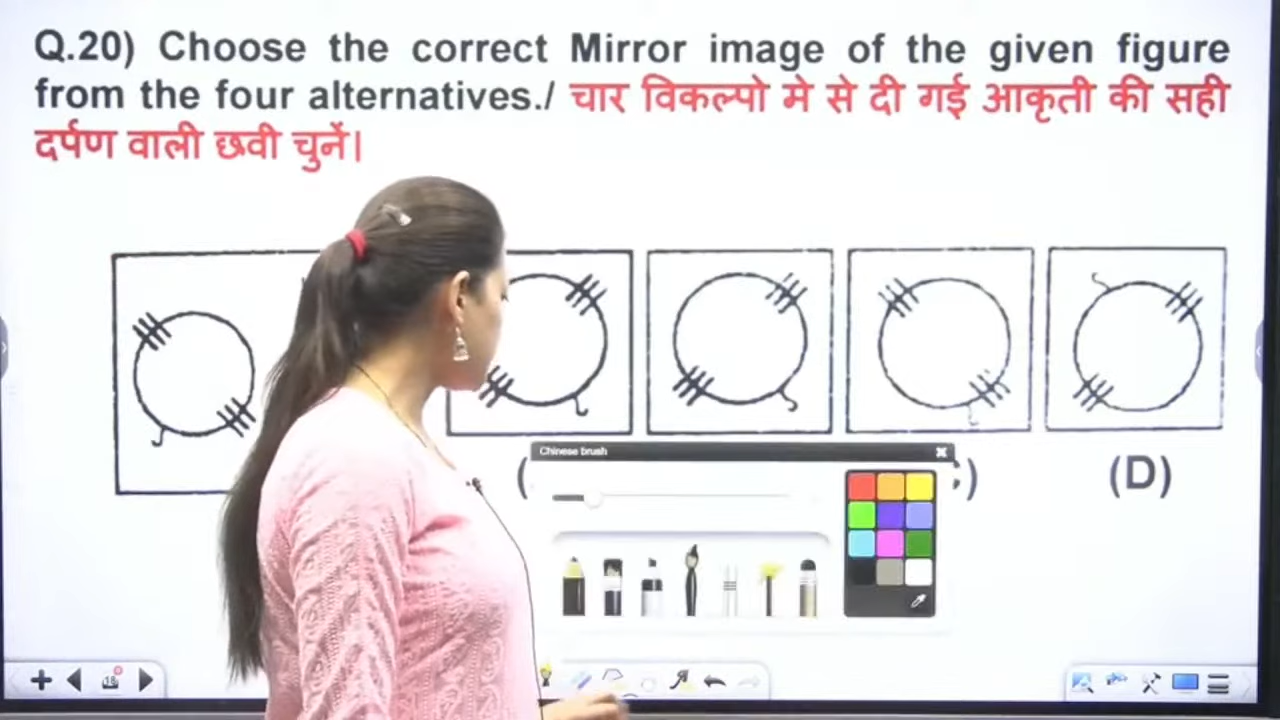 Q.20) Choose the correct Mirror image of the given figure
from the four alternatives./ चार विकल्पो मे से दी गई आकृती की सही
दर्पण वाली छवी चुनें।
Chinese brush
(D)
18